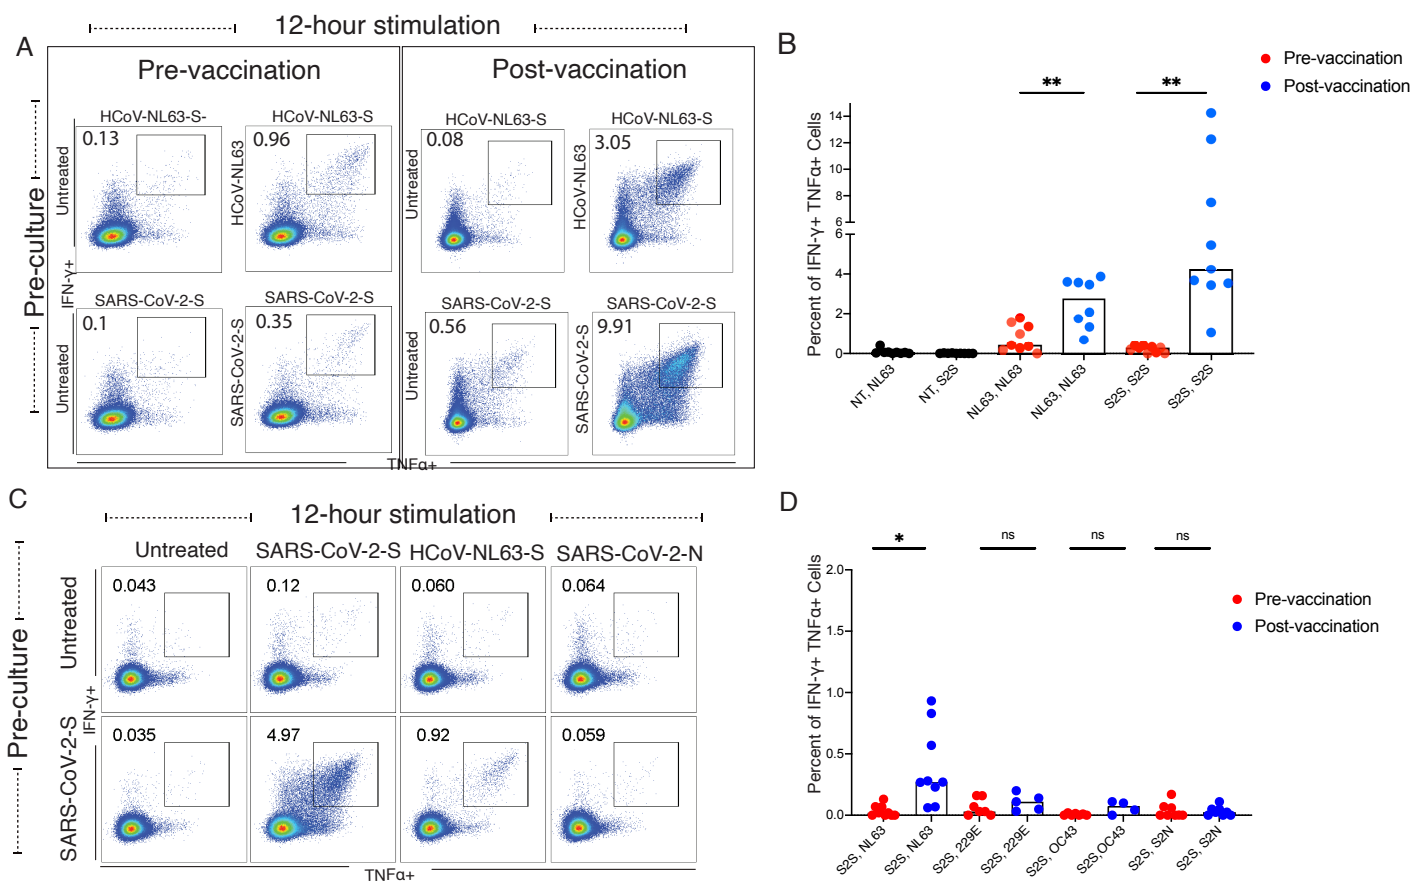 12-hour stimulation
A
Pre-vaccination
Post-vaccination
Pre-culture
HCoV-NL63-S-
HCoV-NL63-S
HCoV-NL63-S
HCoV-NL63-S
0.13
0.96
0.08
3.05
Untreated
HCoV-NL63
Untreated
HCoV-NL63
IFN-γ+
SARS-CoV-2-S
SARS-CoV-2-S
SARS-CoV-2-S
SARS-CoV-2-S
0.1
0.35
0.56
9.91
Untreated
SARS-CoV-2-S
Untreated
SARS-CoV-2-S
TNFα+
B
Pre-vaccination
Post-vaccination
**
**
Percent of IFN-γ+ TNFα+ Cells
14
12
10
8
6
6
4
2
0
NT, NL63
NT, S2S
NL63, NL63
NL63, NL63
S2S, S2S
S2S, S2S
C
12-hour stimulation
Untreated
SARS-CoV-2-S
HCoV-NL63-S
SARS-CoV-2-N
Pre-culture
Untreated
0.043
0.12
0.060
0.064
IFN-γ+
SARS-CoV-2-S
0.035
4.97
0.92
0.059
TNFα+
D
*
ns
ns
ns
Pre-vaccination
Post-vaccination
Percent of IFN-γ+ TNFα+ Cells
2.0
1.5
1.0
0.5
0.0
S2S, NL63
S2S, NL63
S2S, 229E
S2S, 229E
S2S, OC43
S2S,OC43
S2S, S2N
S2S, S2N